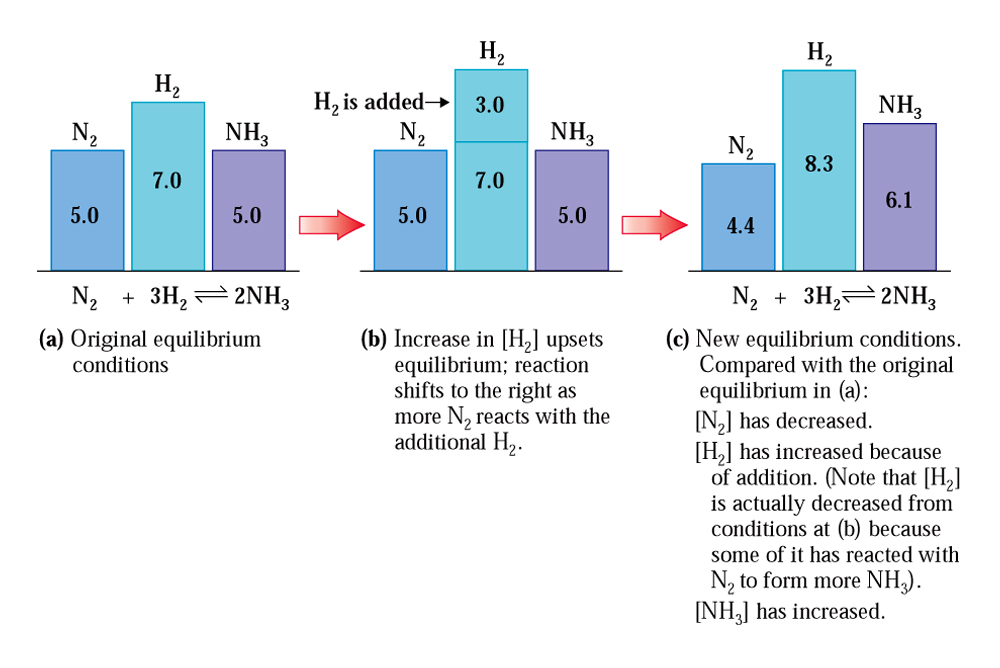 H₂
N₂
NH₃
7.0
5.0
5.0
N₂ + 3H₂ ⇌ 2NH₃
(a) Original equilibrium
conditions
H₂
H₂ is added→
3.0
N₂
NH₃
7.0
5.0
5.0
(b) Increase in [H₂] upsets
equilibrium; reaction
shifts to the right as
more N₂ reacts with the
additional H₂.
H₂
NH₃
N₂
8.3
6.1
4.4
N₂ + 3H₂⇌ 2NH₃
(c) New equilibrium conditions.
Compared with the original
equilibrium in (a):
[N₂] has decreased.
[H₂] has increased because
of addition. (Note that [H₂]
is actually decreased from
conditions at (b) because
some of it has reacted with
N₂ to form more NH₃).
[NH₃] has increased.